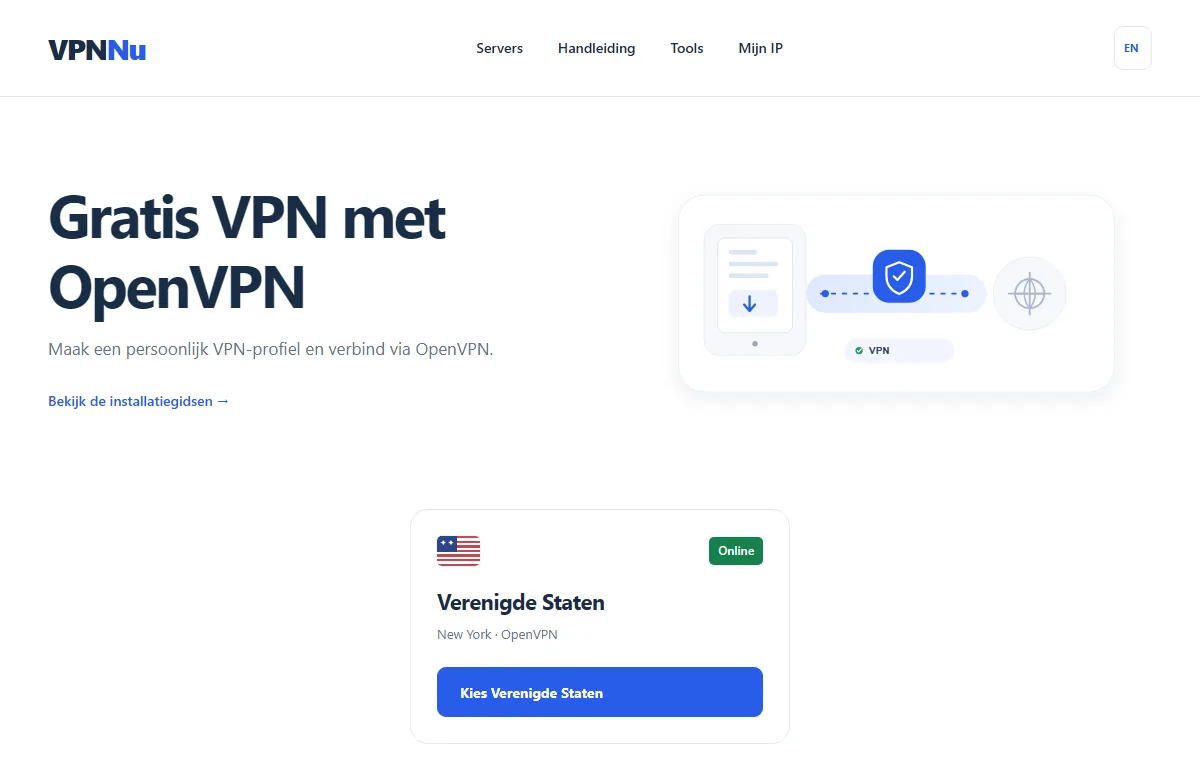 VPNNu
Servers
Handleiding
Tools
Mijn IP
EN
Gratis VPN met
OpenVPN
Maak een persoonlijk VPN-profiel en verbind via OpenVPN.
Bekijk de installatiegidsen →
VPN
Online
Verenigde Staten
New York · OpenVPN
Kies Verenigde Staten